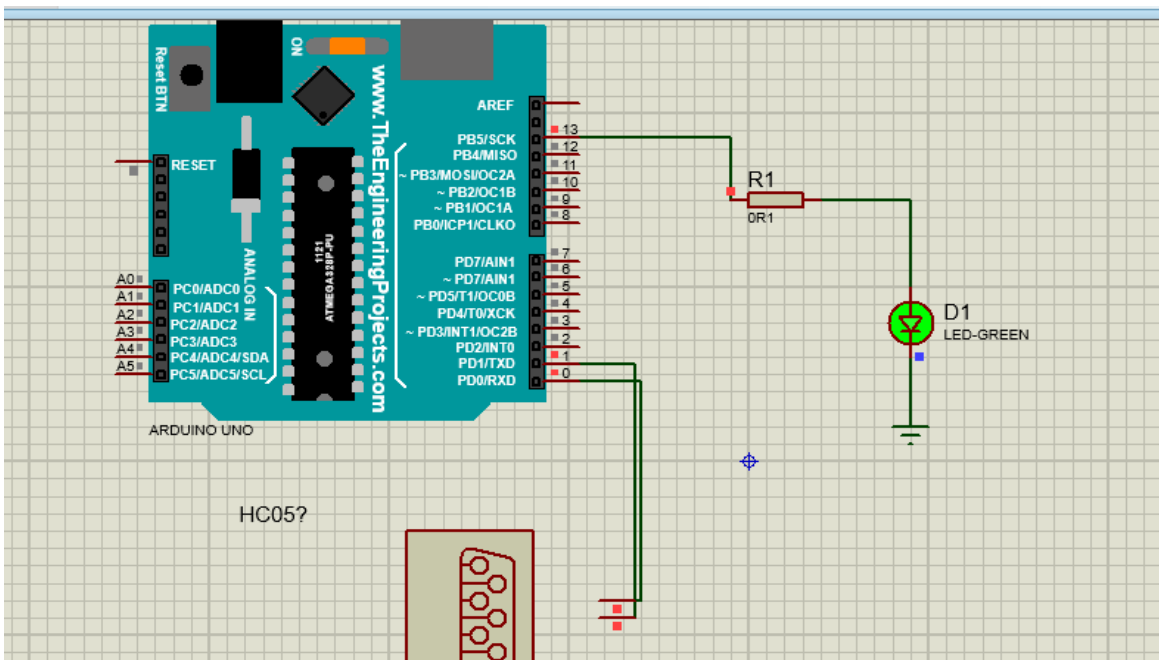 Reset BTN
ON
www.TheEngineeringProjects.com
RESET
ANALOG IN
1121
ATMEGA328P-PU
AREF
PB5/SCK
13
PB4/MISO
12
~ PB3/MOSI/OC2A
11
~ PB2/OC1B
10
~ PB1/OC1A
9
PB0/ICP1/CLKO
8
PD7/AIN1
7
~ PD7/AIN1
6
~ PD5/T1/OC0B
5
PD4/T0/XCK
4
~ PD3/INT1/OC2B
3
PD2/INT0
2
PD1/TXD
1
PD0/RXD
0
A0
PC0/ADC0
A1
PC1/ADC1
A2
PC2/ADC2
A3
PC3/ADC3
A4
PC4/ADC4/SDA
A5
PC5/ADC5/SCL
ARDUINO UNO
R1
0R1
D1
LED-GREEN
HC05?